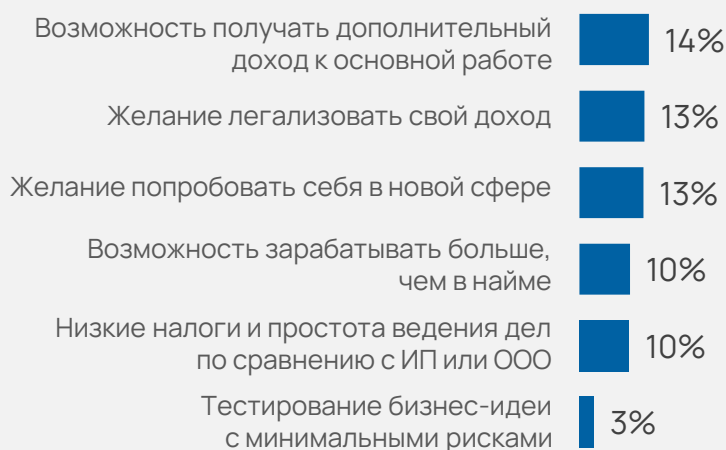 Возможность получать дополнительный
доход к основной работе
14%
Желание легализовать свой доход
13%
Желание попробовать себя в новой сфере
13%
Возможность зарабатывать больше,
чем в найме
10%
Низкие налоги и простота ведения дел
по сравнению с ИП или ООО
10%
Тестирование бизнес-идеи
с минимальными рисками
3%